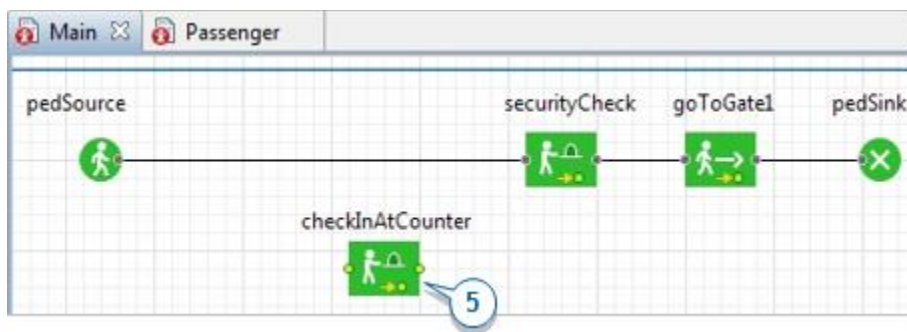 Main Passenger
pedSource securityCheck goToGate1 pedSink
checkInAtCounter
5